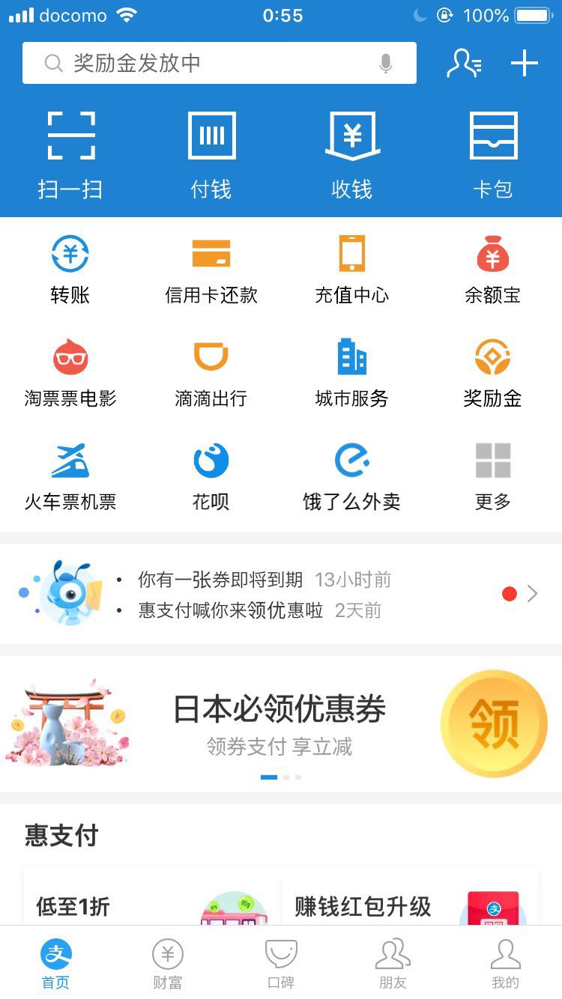 docomo 0:55 100%
奖励金发放中
扫一扫 付钱 收钱 卡包
转账 信用卡还款 充值中心 余额宝
淘票票电影 滴滴出行 城市服务 奖励金
火车票机票 花呗 饿了么外卖 更多
• 你有一张券即将到期 13小时前
• 惠支付喊你来领优惠啦 2天前
日本必领优惠券
领券支付 享立减
领
惠支付
低至1折 赚钱红包升级
首页 财富 口碑 朋友 我的